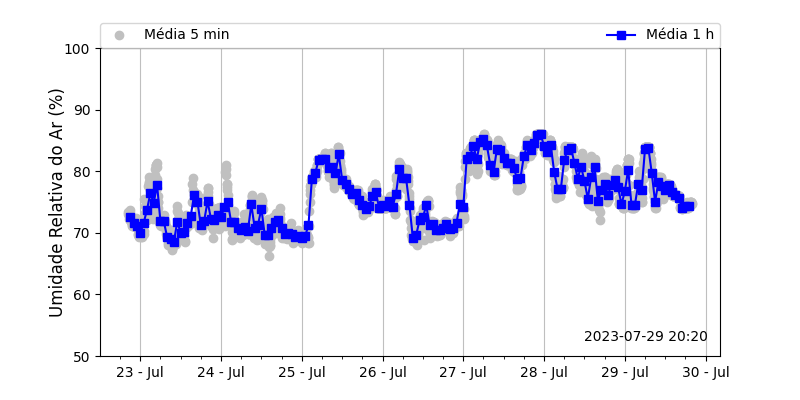 Média 5 min
Média 1 h
Umidade Relativa do Ar (%)
100
90
80
70
60
50
2023-07-29 20:20
23 - Jul
24 - Jul
25 - Jul
26 - Jul
27 - Jul
28 - Jul
29 - Jul
30 - Jul